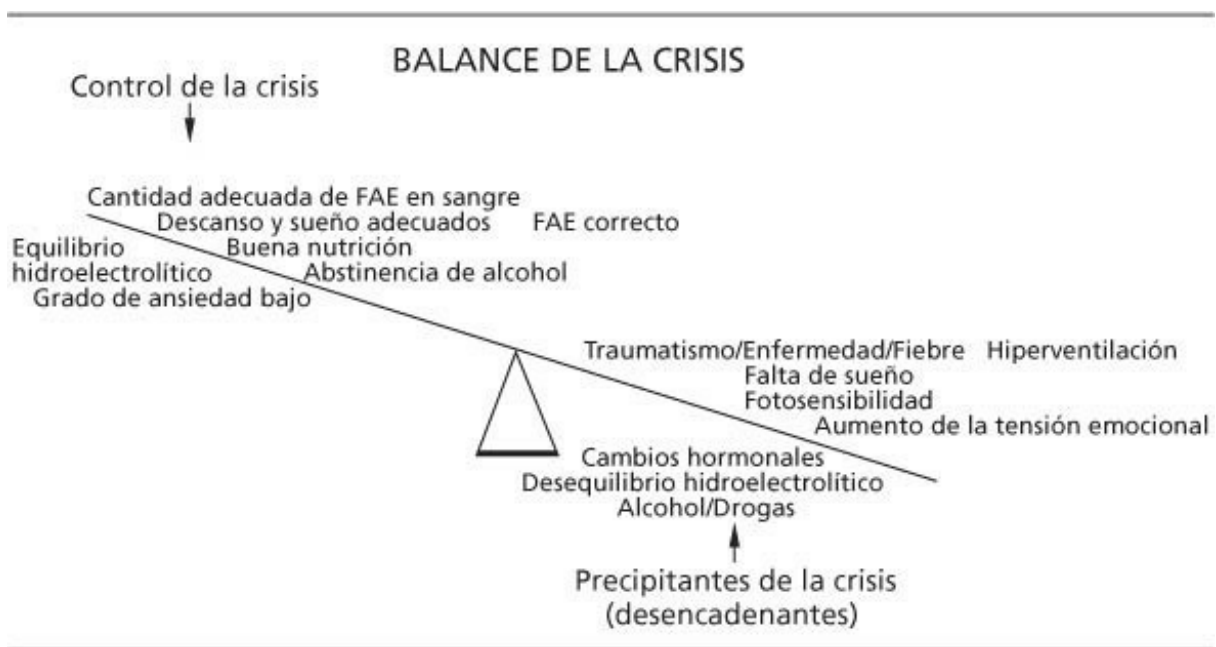 BALANCE DE LA CRISIS
Control de la crisis
Cantidad adecuada de FAE en sangre
Descanso y sueño adecuados FAE correcto
Equilibrio
hidroelectrolítico
Buena nutrición
Abstinencia de alcohol
Grado de ansiedad bajo
Traumatismo/Enfermedad/Fiebre Hiperventilación
Falta de sueño
Fotosensibilidad
Aumento de la tensión emocional
Cambios hormonales
Desequilibrio hidroelectrolítico
Alcohol/Drogas
Precipitantes de la crisis
(desencadenantes)